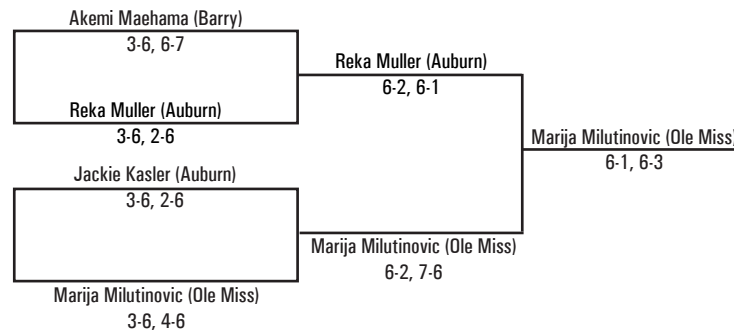 Akemi Maehama (Barry)
3-6, 6-7
Reka Muller (Auburn)
6-2, 6-1
Reka Muller (Auburn)
3-6, 2-6
Marija Milutinovic (Ole Miss)
6-1, 6-3
Jackie Kasler (Auburn)
3-6, 2-6
Marija Milutinovic (Ole Miss)
6-2, 7-6
Marija Milutinovic (Ole Miss)
3-6, 4-6